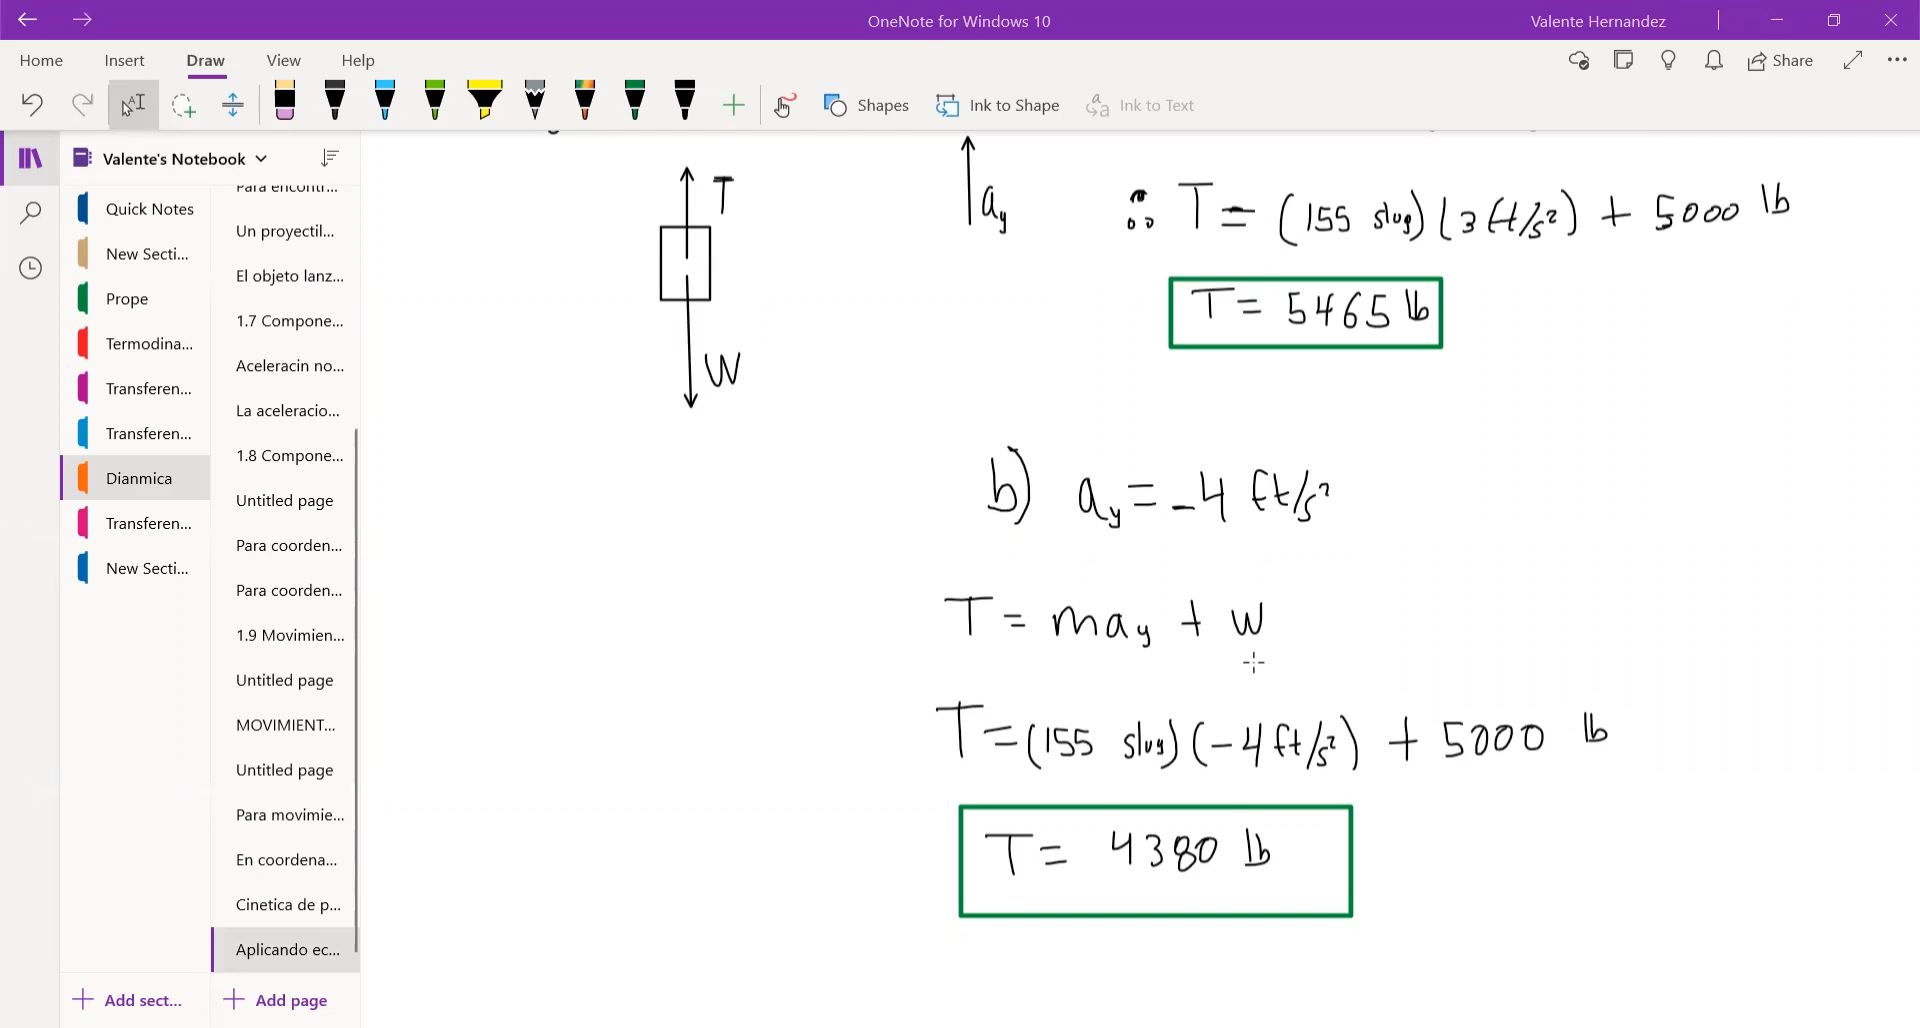 OneNote for Windows 10
Valente Hernandez
Home Insert Draw View Help
Share
Shapes
Ink to Shape
Ink to Text
Valente's Notebook
Quick Notes
New Secti...
Prope
Termodina...
Transferen...
Transferen...
Dianmica
Transferen...
New Secti...
Add sect...
Para encontr...
Un proyectil...
El objeto lanz...
1.7 Compone...
Aceleracin no...
La aceleracio...
1.8 Compone...
Untitled page
Para coorden...
Para coorden...
1.9 Movimien...
Untitled page
MOVIMIENT...
Untitled page
Para movimie...
En coordena...
Cinetica de p...
Aplicando ec...
Add page
T
W
ay
T = (155 slug)(3 ft/s²) + 5000 lb
T = 5465 lb
b) ay = -4 ft/s²
T = may + w
T = (155 slug)(-4 ft/s²) + 5000 lb
T = 4380 lb